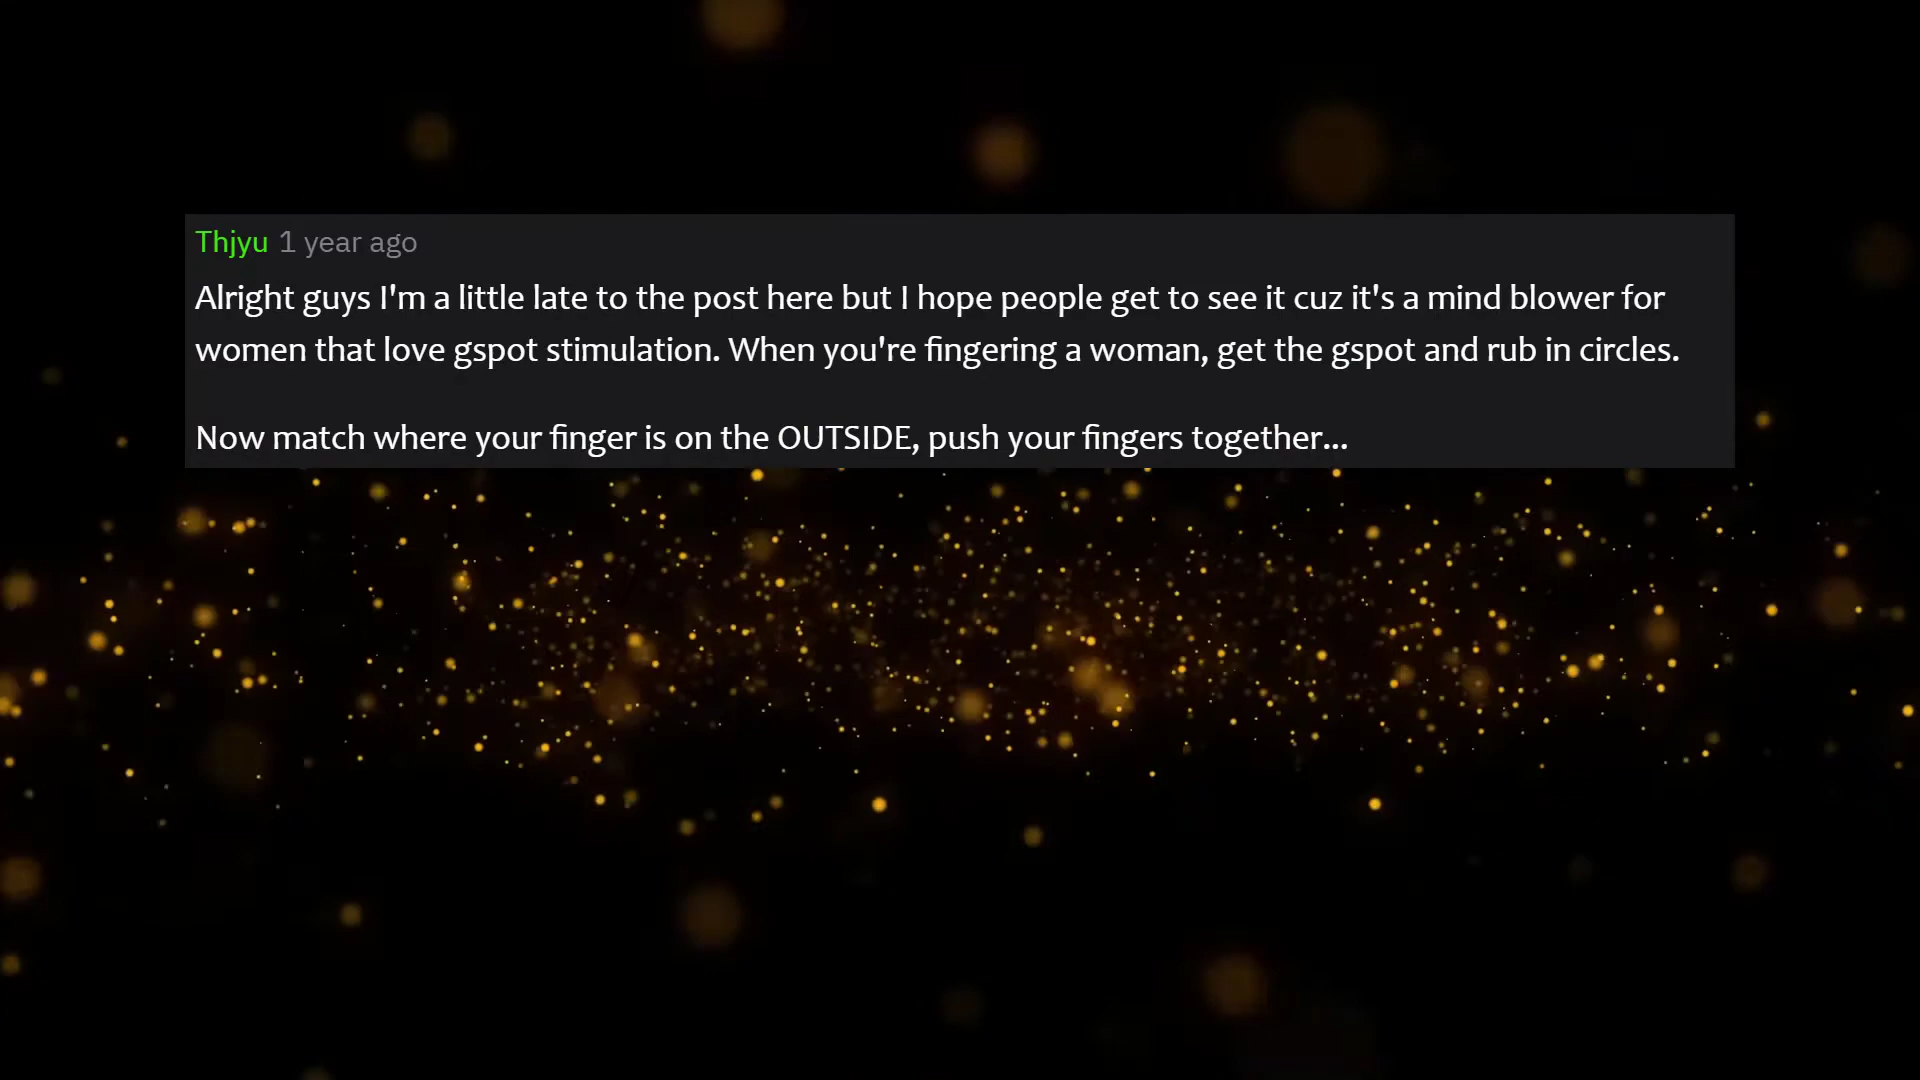 Thjyu 1 year ago
Alright guys I'm a little late to the post here but I hope people get to see it cuz it's a mind blower for
women that love gspot stimulation. When you're fingering a woman, get the gspot and rub in circles.
Now match where your finger is on the OUTSIDE, push your fingers together...